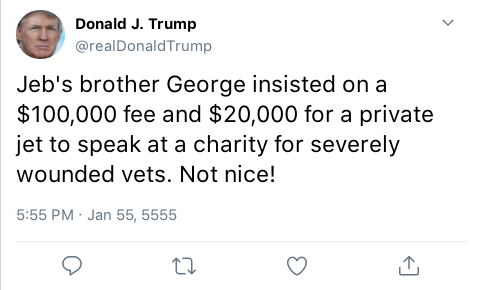 Donald J. Trump
@realDonaldTrump
Jeb's brother George insisted on a
$100,000 fee and $20,000 for a private
jet to speak at a charity for severely
wounded vets. Not nice!
5:55 PM · Jan 55, 5555